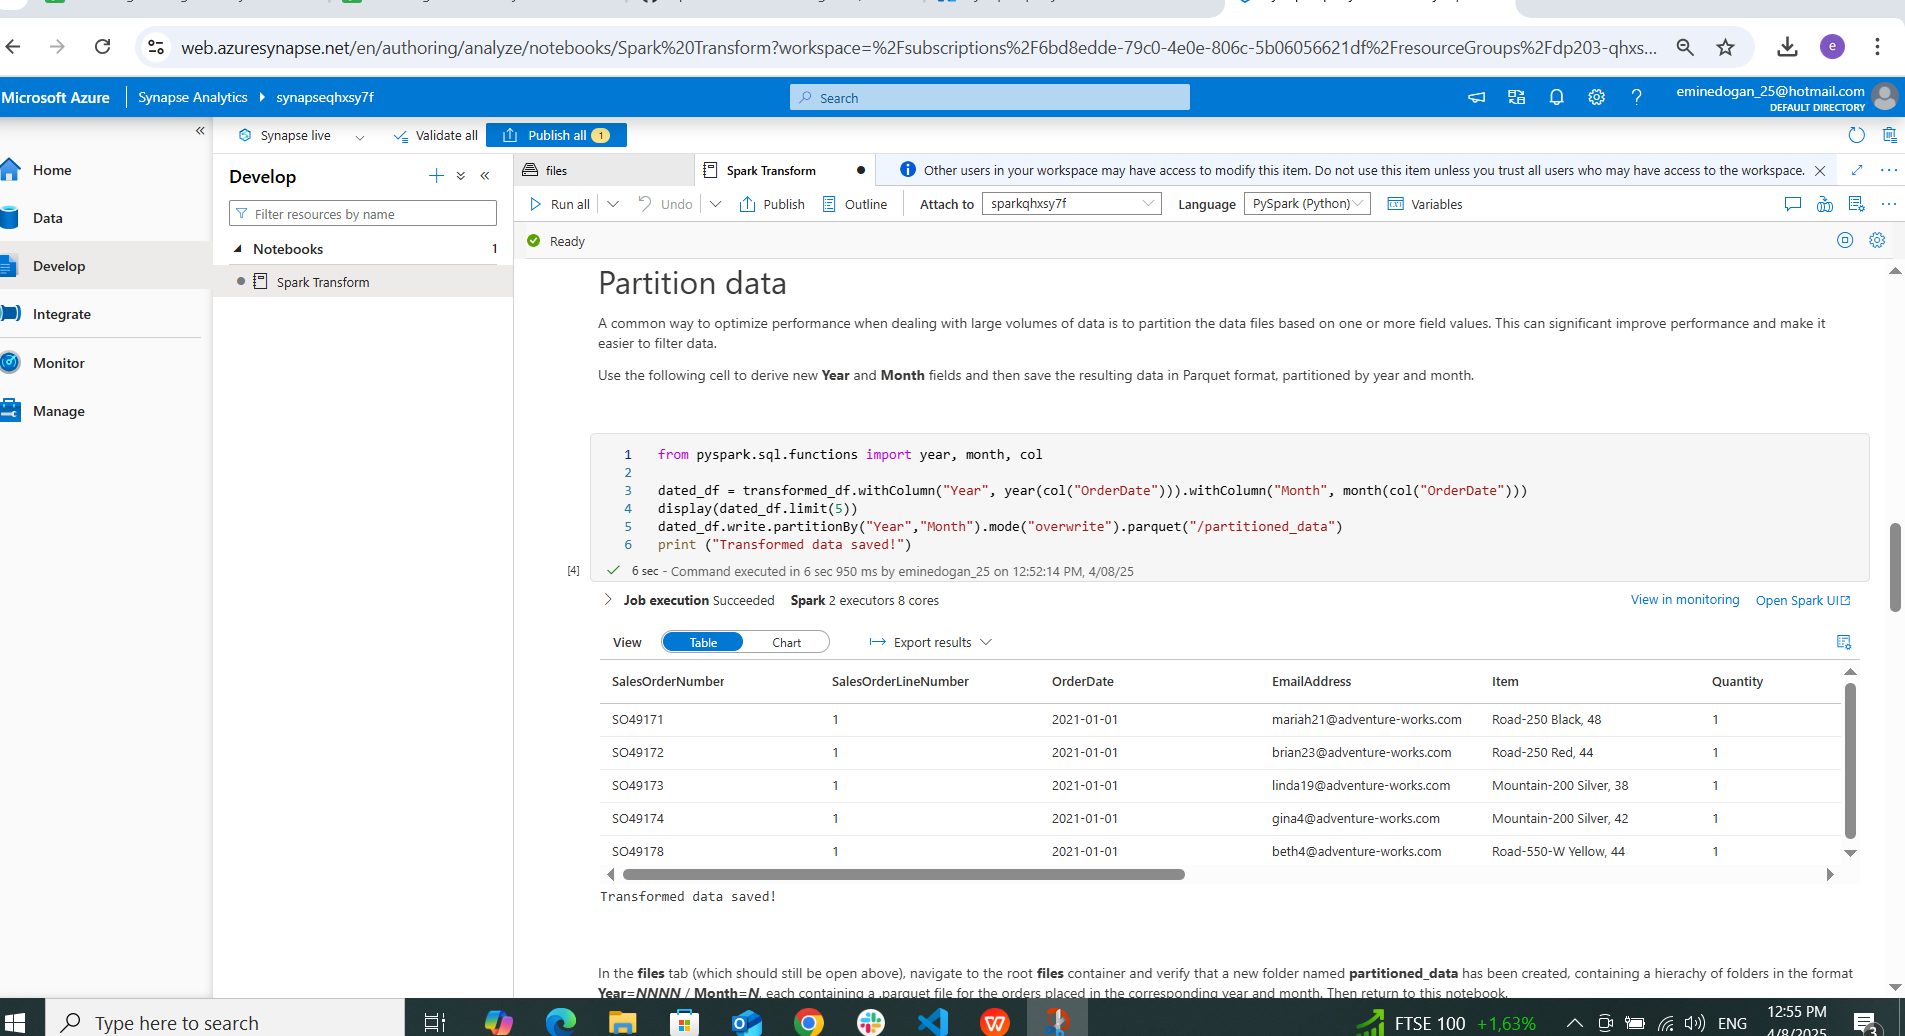 web.azuresynapse.net/en/authoring/analyze/notebooks/Spark%20Transform?workspace=%2Fsubscriptions%2F6bd8edde-79c0-4e0e-806c-5b06056621df%2FresourceGroups%2Fdp203-qhxs...
e
Microsoft Azure
Synapse Analytics
synapseqhxsy7f
Search
eminedogan_25@hotmail.com
DEFAULT DIRECTORY
Synapse live
Validate all
Publish all 1
Home
Data
Develop
Integrate
Monitor
Manage
Develop
Filter resources by name
Notebooks 1
Spark Transform
files
Spark Transform
Other users in your workspace may have access to modify this item. Do not use this item unless you trust all users who may have access to the workspace.
Run all
Undo
Publish
Outline
Attach to
sparkqhxsy7f
Language
PySpark (Python)
Variables
Ready
Partition data
A common way to optimize performance when dealing with large volumes of data is to partition the data files based on one or more field values. This can significant improve performance and make it
easier to filter data.
Use the following cell to derive new Year and Month fields and then save the resulting data in Parquet format, partitioned by year and month.
1 from pyspark.sql.functions import year, month, col
2
3 dated_df = transformed_df.withColumn("Year", year(col("OrderDate"))).withColumn("Month", month(col("OrderDate")))
4 display(dated_df.limit(5))
5 dated_df.write.partitionBy("Year","Month").mode("overwrite").parquet("/partitioned_data")
6 print ("Transformed data saved!")
[4]
6 sec - Command executed in 6 sec 950 ms by eminedogan_25 on 12:52:14 PM, 4/08/25
Job execution Succeeded Spark 2 executors 8 cores
View in monitoring
Open Spark UI
View
Table
Chart
Export results
SalesOrderNumber SalesOrderLineNumber OrderDate EmailAddress Item Quantity
SO49171 1 2021-01-01 mariah21@adventure-works.com Road-250 Black, 48 1
SO49172 1 2021-01-01 brian23@adventure-works.com Road-250 Red, 44 1
SO49173 1 2021-01-01 linda19@adventure-works.com Mountain-200 Silver, 38 1
SO49174 1 2021-01-01 gina4@adventure-works.com Mountain-200 Silver, 42 1
SO49178 1 2021-01-01 beth4@adventure-works.com Road-550-W Yellow, 44 1
Transformed data saved!
In the files tab (which should still be open above), navigate to the root files container and verify that a new folder named partitioned_data has been created, containing a hierachy of folders in the format
Year=NNNN / Month=N, each containing a .parquet file for the orders placed in the corresponding year and month. Then return to this notebook.
Type here to search
FTSE 100 +1,63%
ENG
12:55 PM
4/8/2025
3